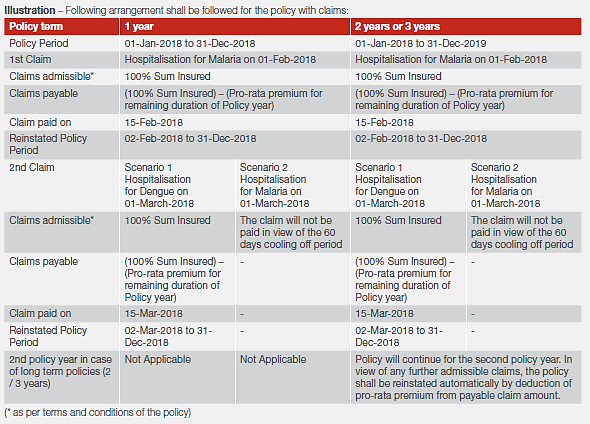 Illustration – Following arrangement shall be followed for the policy with claims:
Policy term 1 year 2 years or 3 years
Policy Period 01-Jan-2018 to 31-Dec-2018 01-Jan-2018 to 31-Dec-2019
1st Claim Hospitalisation for Malaria on 01-Feb-2018 Hospitalisation for Malaria on 01-Feb-2018
Claims admissible* 100% Sum Insured 100% Sum Insured
Claims payable (100% Sum Insured) – (Pro-rata premium for (100% Sum Insured) – (Pro-rata premium for
remaining duration of Policy year) remaining duration of Policy year)
Claim paid on 15-Feb-2018 15-Feb-2018
Reinstated Policy 02-Feb-2018 to 31-Dec-2018 02-Feb-2018 to 31-Dec-2018
Period
2nd Claim Scenario 1 Scenario 2 Scenario 1 Scenario 2
Hospitalisation Hospitalisation Hospitalisation Hospitalisation
for Dengue on for Malaria on for Dengue on for Malaria on
01-March-2018 01-March-2018 01-March-2018 01-March-2018
Claims admissible* 100% Sum Insured The claim will not be 100% Sum Insured The claim will not be
paid in view of the 60 paid in view of the 60
days cooling off period days cooling off period
Claims payable (100% Sum Insured) – - (100% Sum Insured) – -
(Pro-rata premium for (Pro-rata premium for
remaining duration of remaining duration of
Policy year) Policy year)
Claim paid on 15-Mar-2018 - 15-Mar-2018 -
Reinstated Policy 02-Mar-2018 to 31- - 02-Mar-2018 to 31- -
Period Dec-2018 Dec-2018
2nd policy year in case Not Applicable Not Applicable Policy will continue for the second policy year. In
of long term policies (2 view of any further admissible claims, the policy
/ 3 years) shall be reinstated automatically by deduction of
pro-rata premium from payable claim amount.
(* as per terms and conditions of the policy)